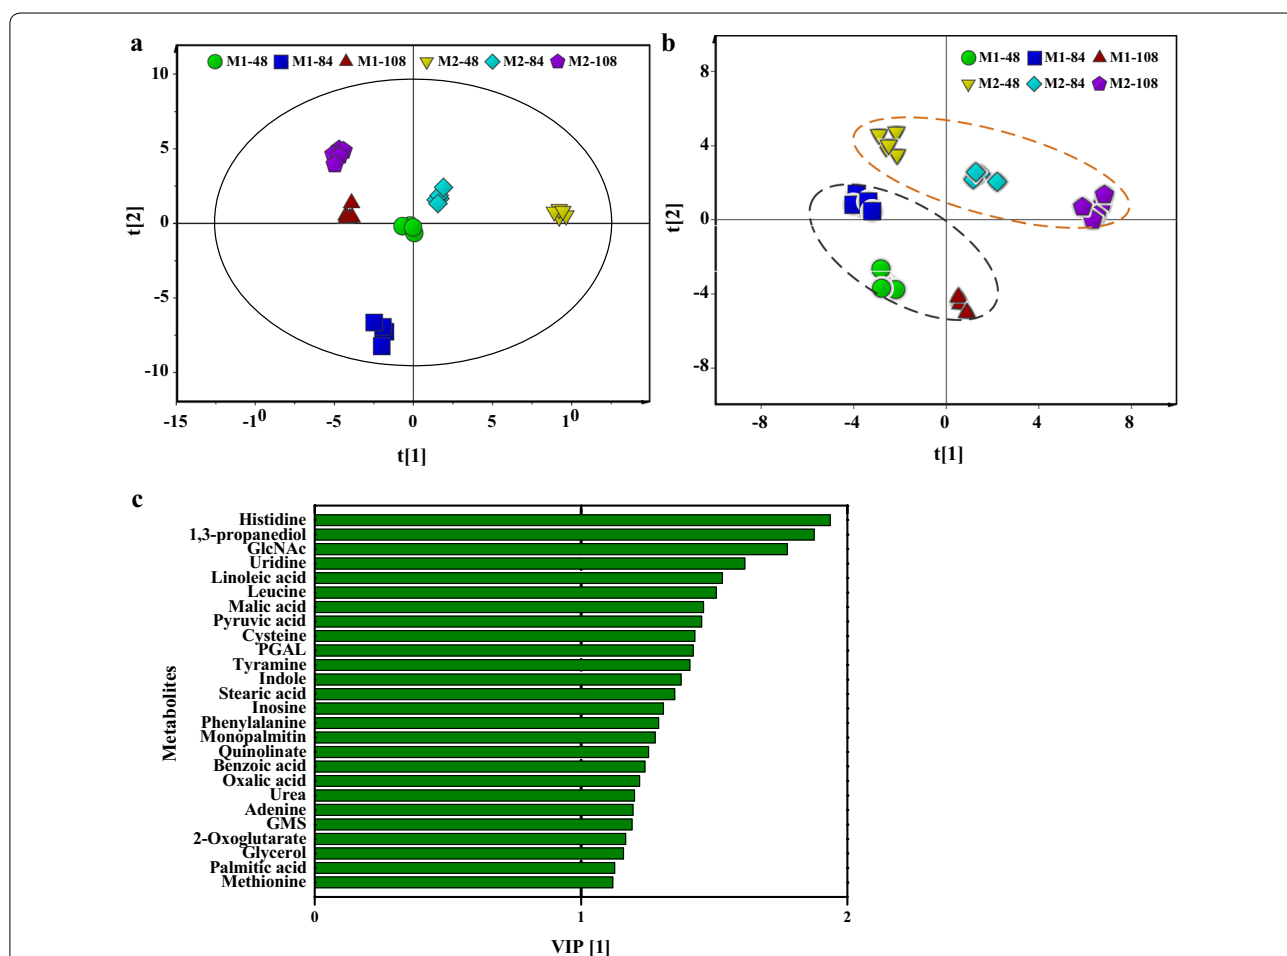 a
M1-48 M1-84 M1-108 M2-48 M2-84 M2-108
10
5
0
-5
-10
t[2]
-15 -10 -5 0 5 10
t[1]
b
M1-48 M1-84 M1-108
M2-48 M2-84 M2-108
8
4
0
-4
-8
t[2]
-8 -4 0 4 8
t[1]
c
Metabolites
Histidine
1,3-propanediol
GlcNAc
Uridine
Linoleic acid
Leucine
Malic acid
Pyruvic acid
Cysteine
PGAL
Tyramine
Indole
Stearic acid
Inosine
Phenylalanine
Monopalmitin
Quinolinate
Benzoic acid
Oxalic acid
Urea
Adenine
GMS
2-Oxoglutarate
Glycerol
Palmitic acid
Methionine
0 1 2
VIP [1]